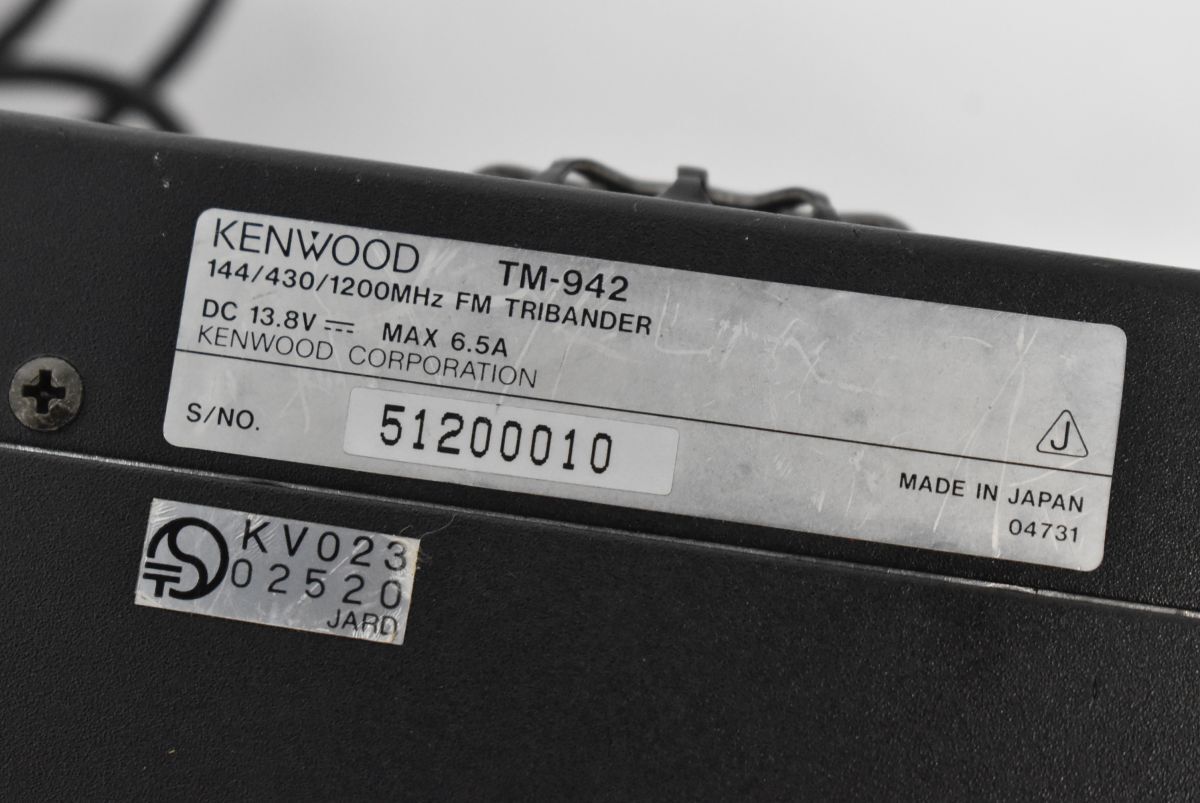 KENWOOD TM-942
144/430/1200MHz FM TRIBANDER
DC 13.8V ⎓ MAX 6.5A
KENWOOD CORPORATION
J
S/NO. 51200010
MADE IN JAPAN
04731
KV023
02520
JARD